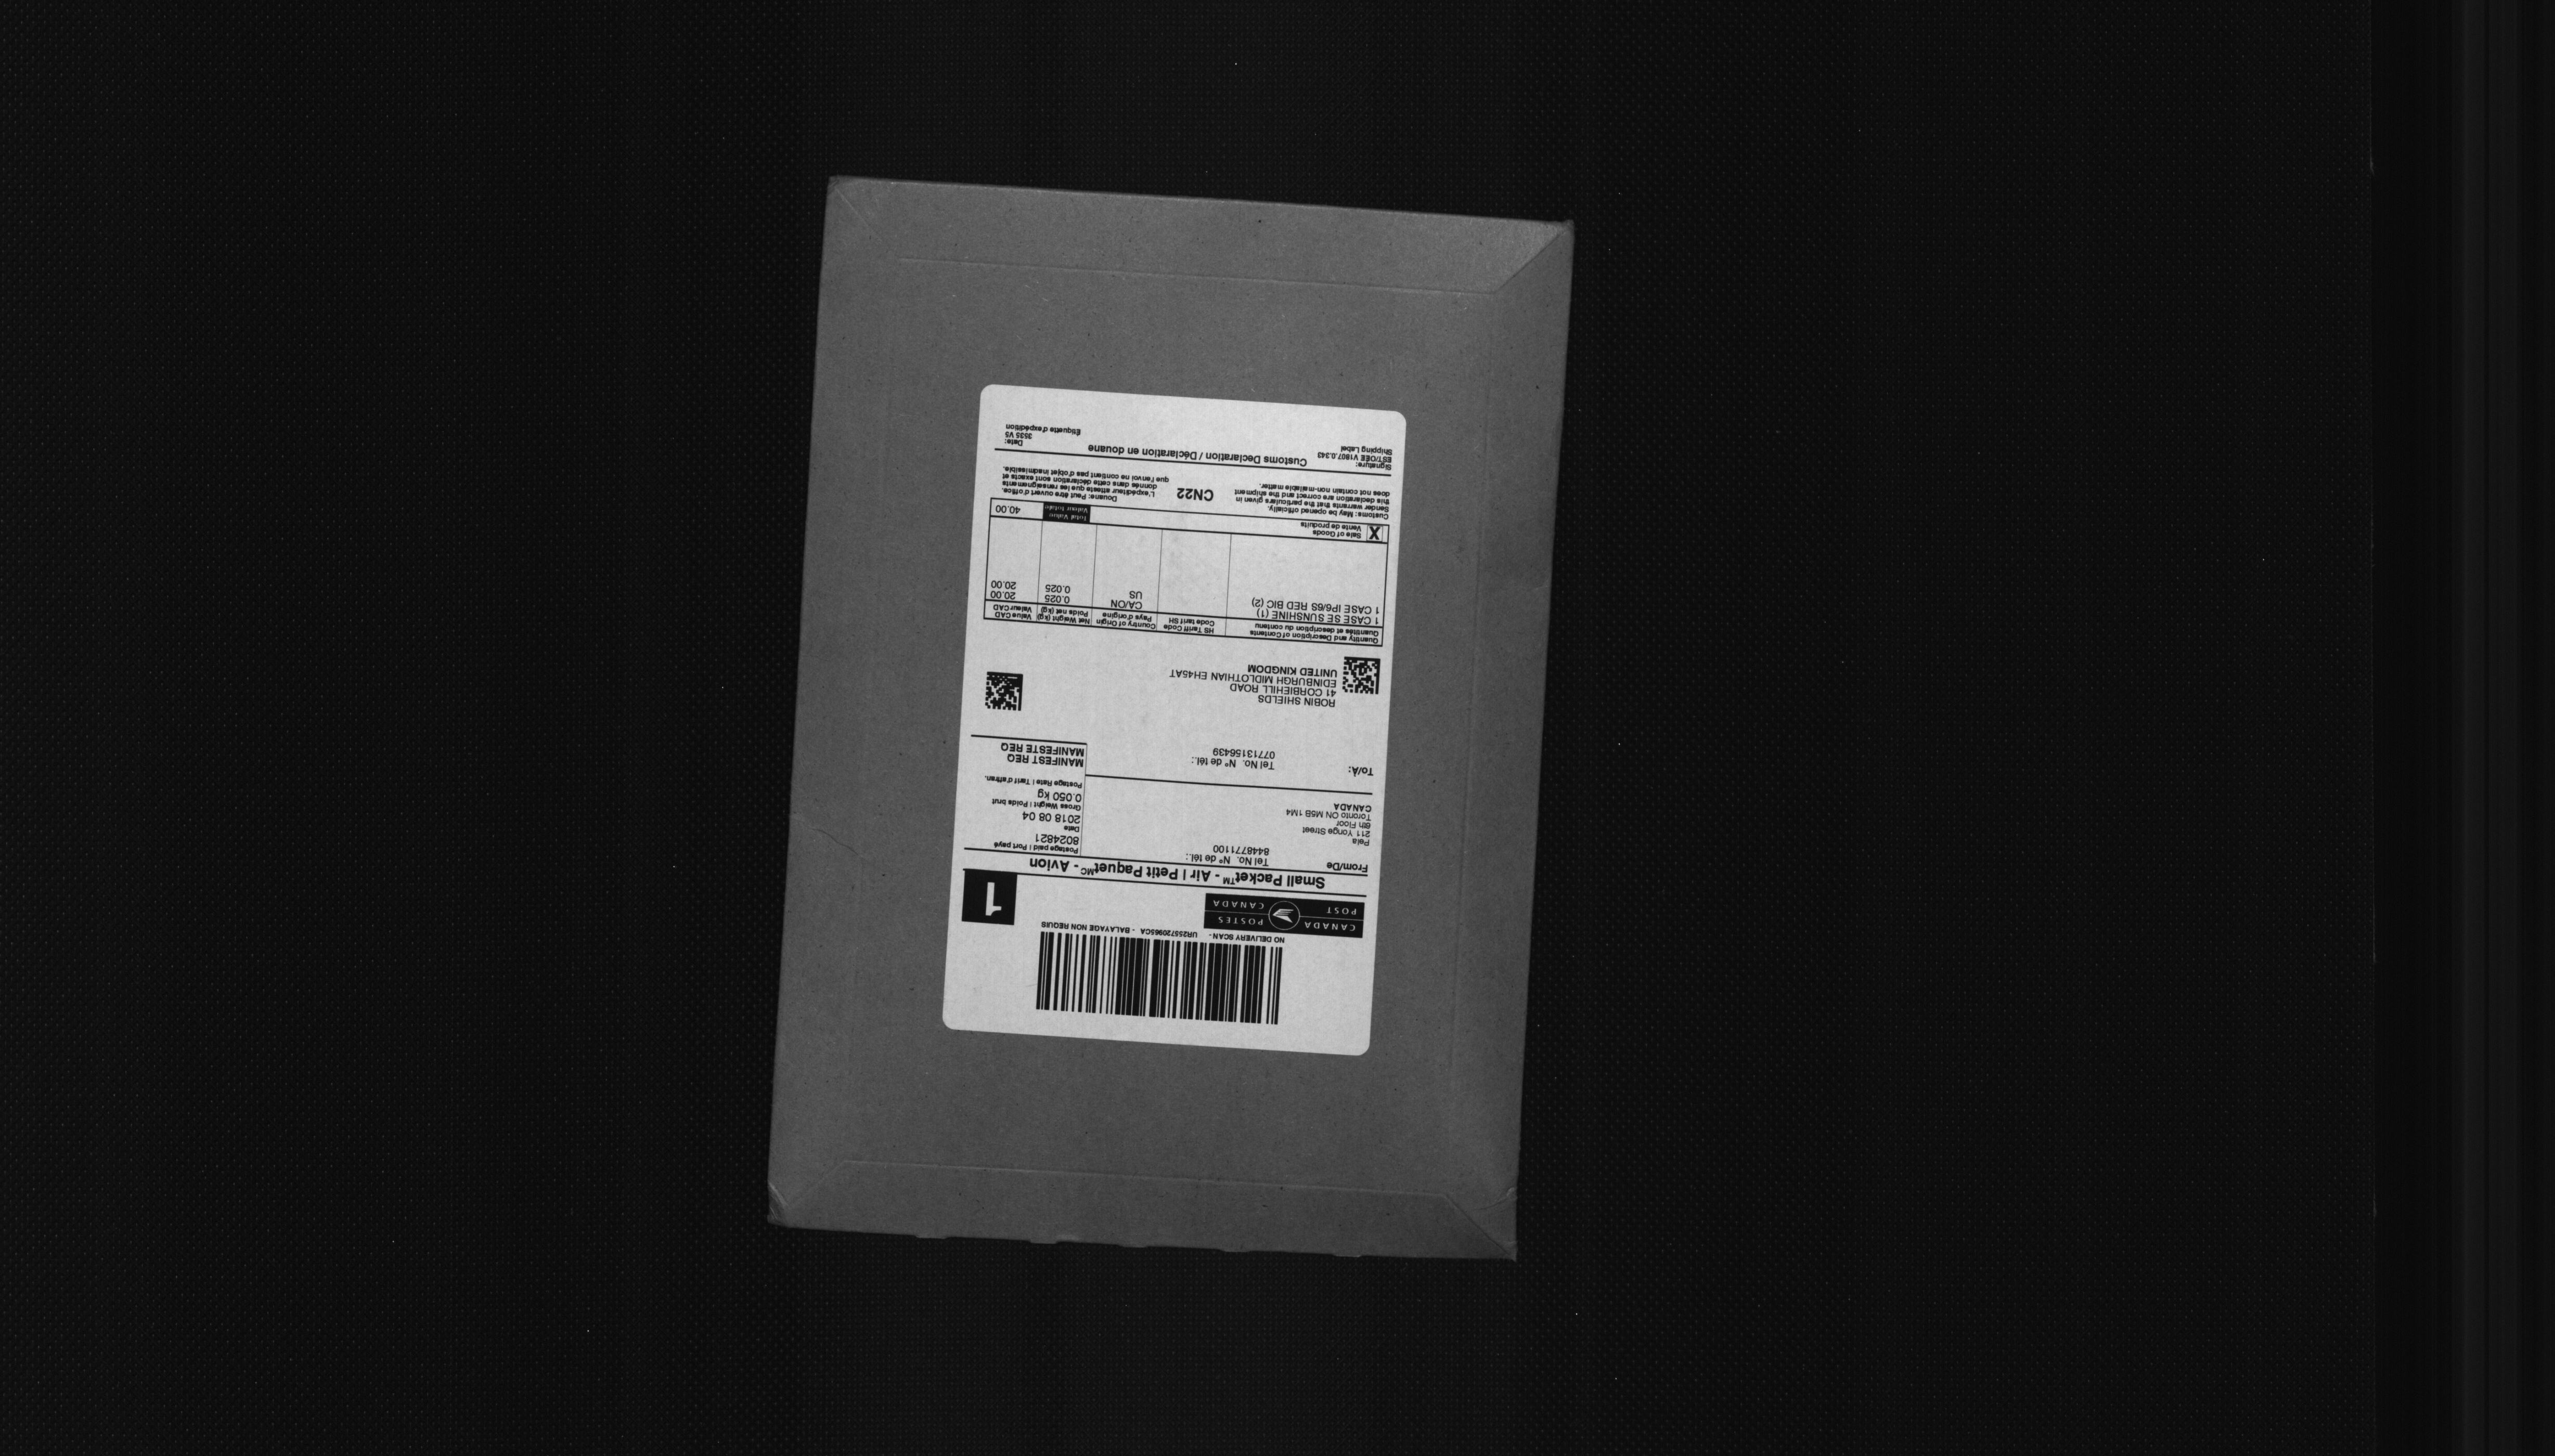 NO DELIVERY SCAN - UR255720965CA - BALAYAGE NON REQUIS
CANADA POSTES
POST CANADA
1
Small Packet™ - Air | Petit Paquet MC - Avion
From/De
Tel No. Nº de tél.:
8448771100
Pela
211 Yonge Street
6th Floor
Toronto ON M5B 1M4
CANADA
Postage paid | Port payé
8024821
Date
2018 08 04
Gross Weight | Poids brut
0.050 kg
Postage Rate | Tarif d'affran.
MANIFEST REQ
MANIFESTE REQ
To/À:
Tel No. Nº de tél.:
07713156439
ROBIN SHIELDS
41 CORBIEHILL ROAD
EDINBURGH MIDLOTHIAN EH45AT
UNITED KINGDOM
Quantity and Description of Contents
Quantités et description du contenu
HS Tariff Code
Code tarif SH
Country of Origin
Pays d'origine
Net Weight (kg)
Poids net (kg)
Value CAD
Valeur CAD
1 CASE SE SUNSHINE (1) CA/ON 0.025 20.00
1 CASE IP6/6S RED BIC (2) US 0.025 20.00
X
Sale of Goods
Vente de produits
Total Value
Valeur totale
40.00
Customs: May be opened officially.
Sender warrants that the particulars given in
this declaration are correct and the shipment
does not contain non-mailable matter.
CN22
Douane: Peut être ouvert d'office.
L'expéditeur atteste que les renseignements
donnés dans cette déclaration sont exacts et
que l'envoi ne contient pas d'objet inadmissible.
Signature:
EST/OEE V1807.0.343
Shipping Label
Customs Declaration / Déclaration en douane
Date:
3535 V5
Étiquette d'expédition